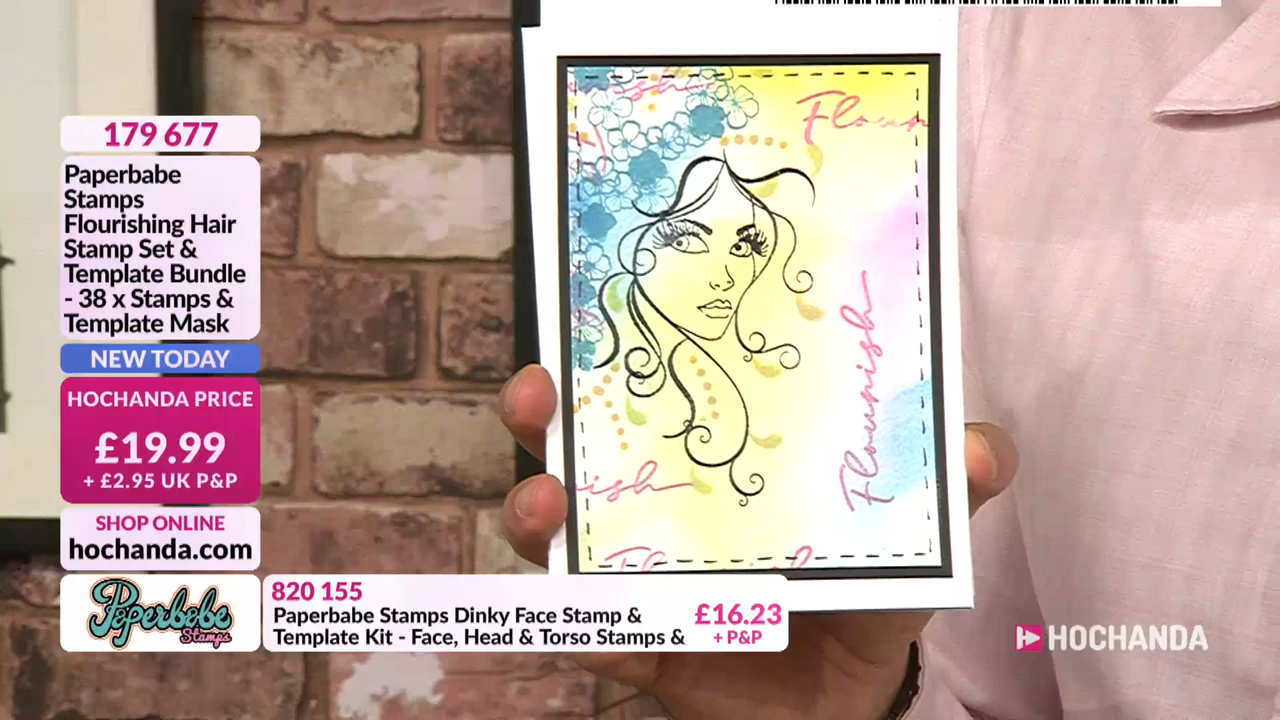 179 677
Paperbabe
Stamps
Flourishing Hair
Stamp Set &
Template Bundle
- 38 x Stamps &
Template Mask
NEW TODAY
HOCHANDA PRICE
£19.99
+ £2.95 UK P&P
SHOP ONLINE
hochanda.com
Paperbabe
Stamps
820 155
Paperbabe Stamps Dinky Face Stamp &
Template Kit - Face, Head & Torso Stamps &
£16.23
+ P&P
Flour
Flourish
ish
HOCHANDA